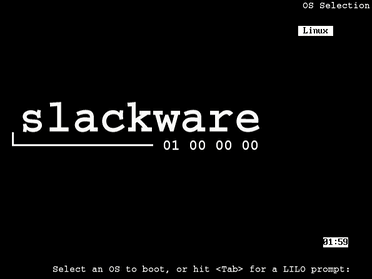 OS Selection
Linux
slackware
01 00 00 00
01:59
Select an OS to boot, or hit <Tab> for a LILO prompt: